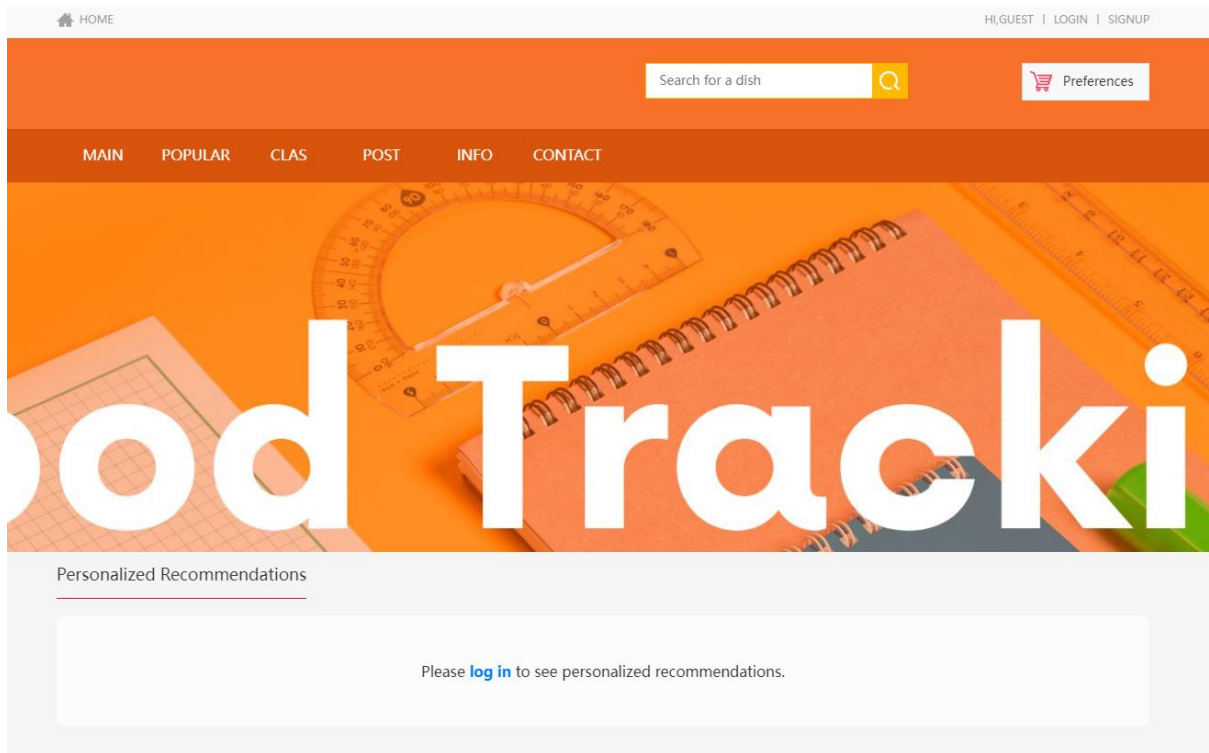 HOME
HI,GUEST | LOGIN | SIGNUP
Search for a dish
Preferences
MAIN POPULAR CLAS POST INFO CONTACT
ood Tracki
Personalized Recommendations
Please log in to see personalized recommendations.